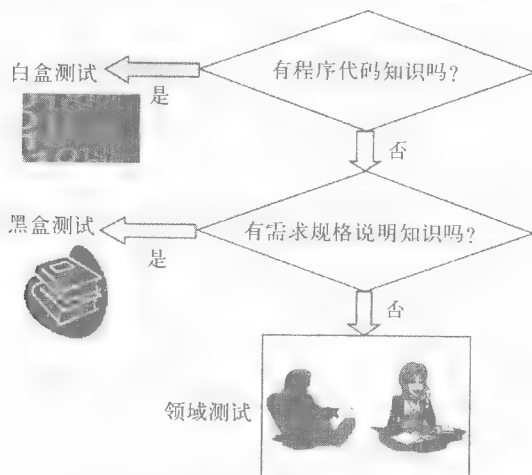 有程序代码知识吗?
白盒测试
是
否
有需求规格说明知识吗?
黑盒测试
是
否
领域测试